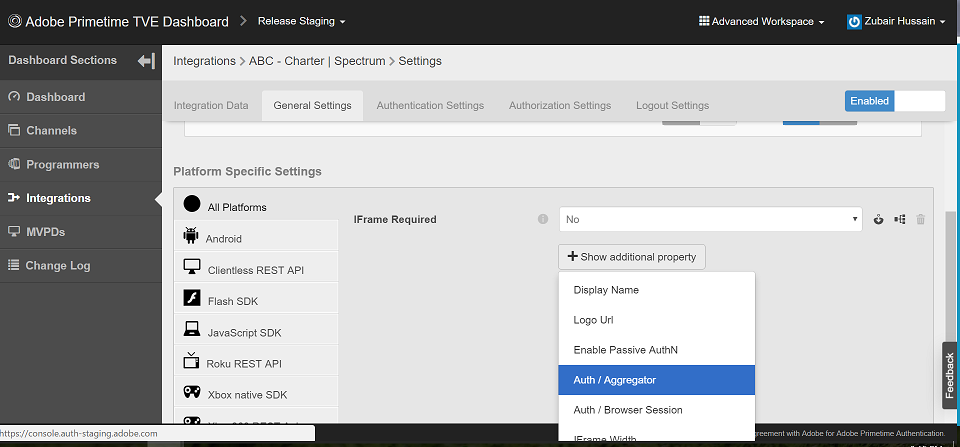 Adobe Primetime TVE Dashboard > Release Staging
Advanced Workspace
Zubair Hussain
Dashboard Sections
Integrations > ABC - Charter | Spectrum > Settings
Dashboard
Channels
Programmers
Integrations
MVPDs
Change Log
Integration Data
General Settings
Authentication Settings
Authorization Settings
Logout Settings
Enabled
Platform Specific Settings
All Platforms
Android
Clientless REST API
Flash SDK
JavaScript SDK
Roku REST API
Xbox native SDK
IFrame Required
No
Show additional property
Display Name
Logo Url
Enable Passive AuthN
Auth / Aggregator
Auth / Browser Session
IFrame Width
Feedback
https://console.auth-staging.adobe.com
greement with Adobe for Adobe Primetime Authentication.